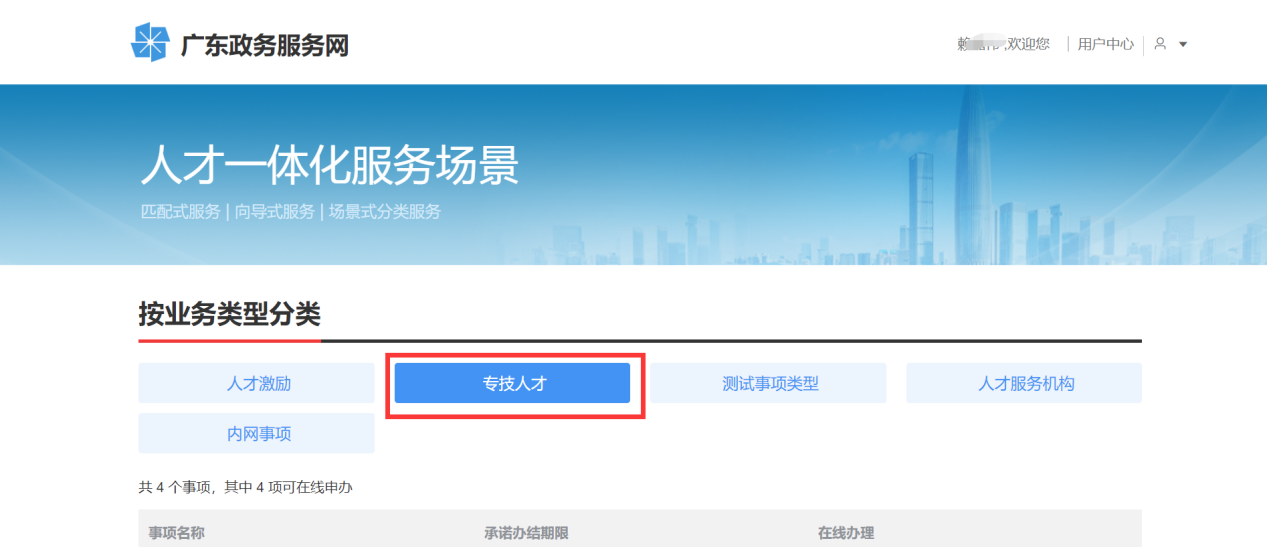 广东政务服务网
,欢迎您 | 用户中心
人才一体化服务场景
匹配式服务 | 向导式服务 | 场景式分类服务
按业务类型分类
人才激励 专技人才 测试事项类型 人才服务机构
内网事项
共 4 个事项，其中 4 项可在线申办
事项名称 承诺办结期限 在线办理